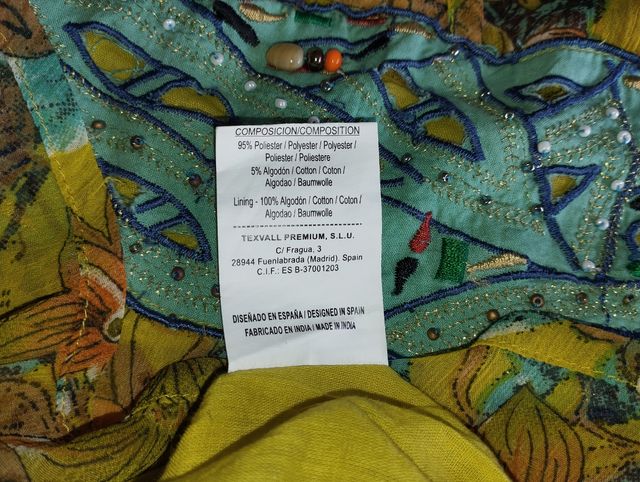 COMPOSICION/COMPOSITION
95% Poliester / Polyester / Polyester /
Poliester / Poliestere
5% Algodón / Cotton / Coton /
Algodao / Baumwolle
Lining - 100% Algodón / Cotton / Coton /
Algodao / Baumwolle
TEXVALL PREMIUM, S.L.U.
C/ Fragua, 3
28944 Fuenlabrada (Madrid). Spain
C.I.F.: ES B-37001203
DISEÑADO EN ESPAÑA / DESIGNED IN SPAIN
FABRICADO EN INDIA / MADE IN INDIA